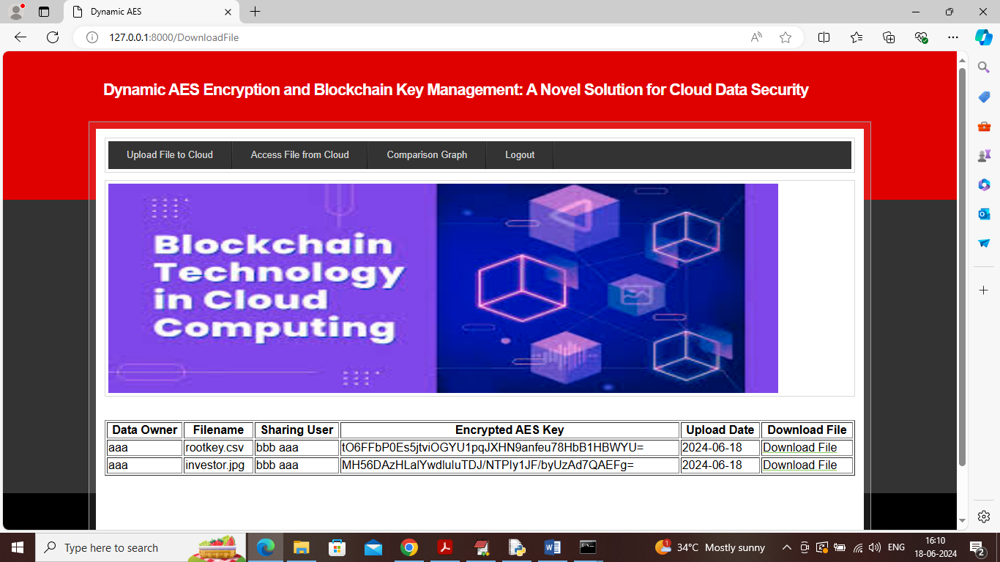 Dynamic AES
127.0.0.1:8000/DownloadFile
Dynamic AES Encryption and Blockchain Key Management: A Novel Solution for Cloud Data Security
Upload File to Cloud Access File from Cloud Comparison Graph Logout
Blockchain
Technology
in Cloud
Computing
Data Owner Filename Sharing User Encrypted AES Key Upload Date Download File
aaa rootkey.csv bbb aaa tO6FFbP0Es5jtviOGYU1pqJXHN9anfeu78HbB1HBWYU= 2024-06-18 Download File
aaa investor.jpg bbb aaa MH56DAzHLalYwdluIuTDJ/NTPly1JF/byUzAd7QAEFg= 2024-06-18 Download File
Type here to search
34°C Mostly sunny
ENG
16:10
18-06-2024
2